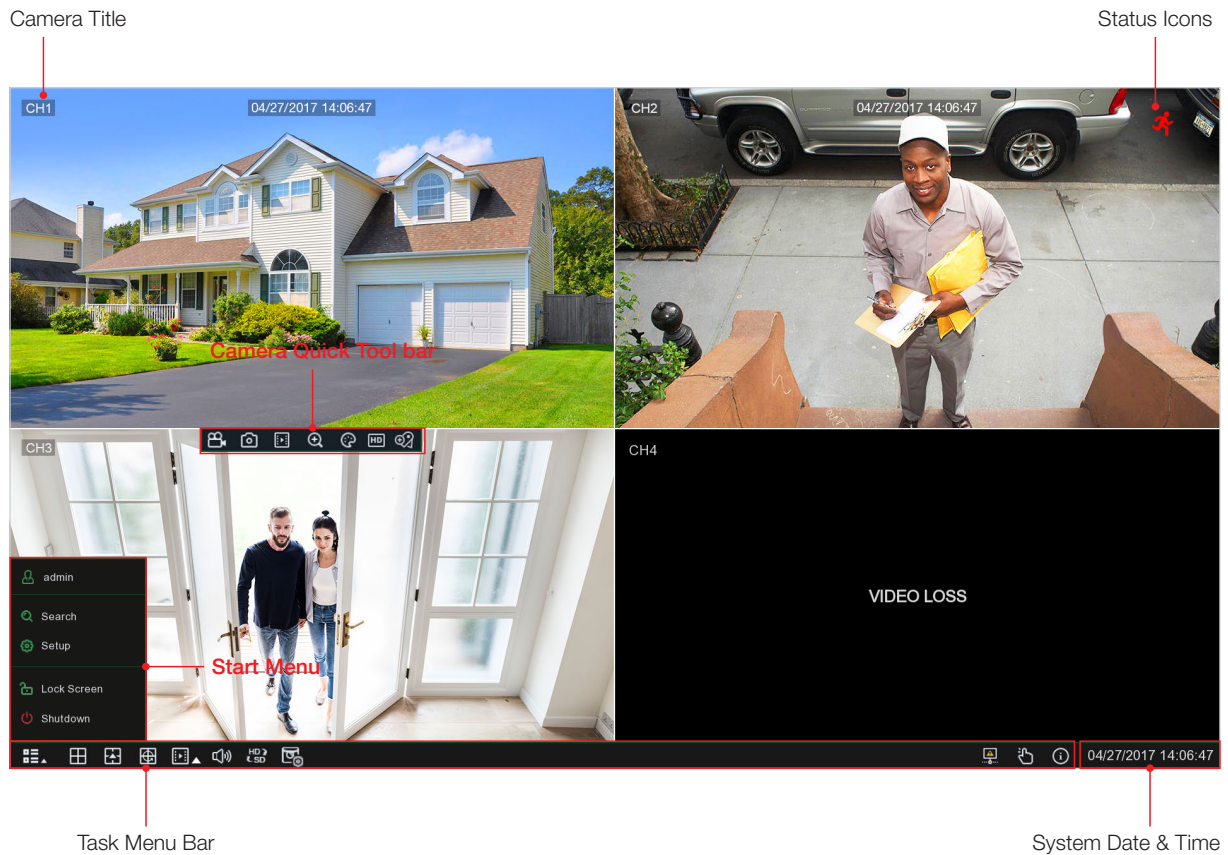 Camera Title
Status Icons
CH1
04/27/2017 14:06:47
CH2
04/27/2017 14:06:47
Camera Quick Tool bar
CH3
HD
CH4
VIDEO LOSS
admin
Search
Setup
Start Menu
Lock Screen
Shutdown
HD
SD
04/27/2017 14:06:47
Task Menu Bar
System Date & Time